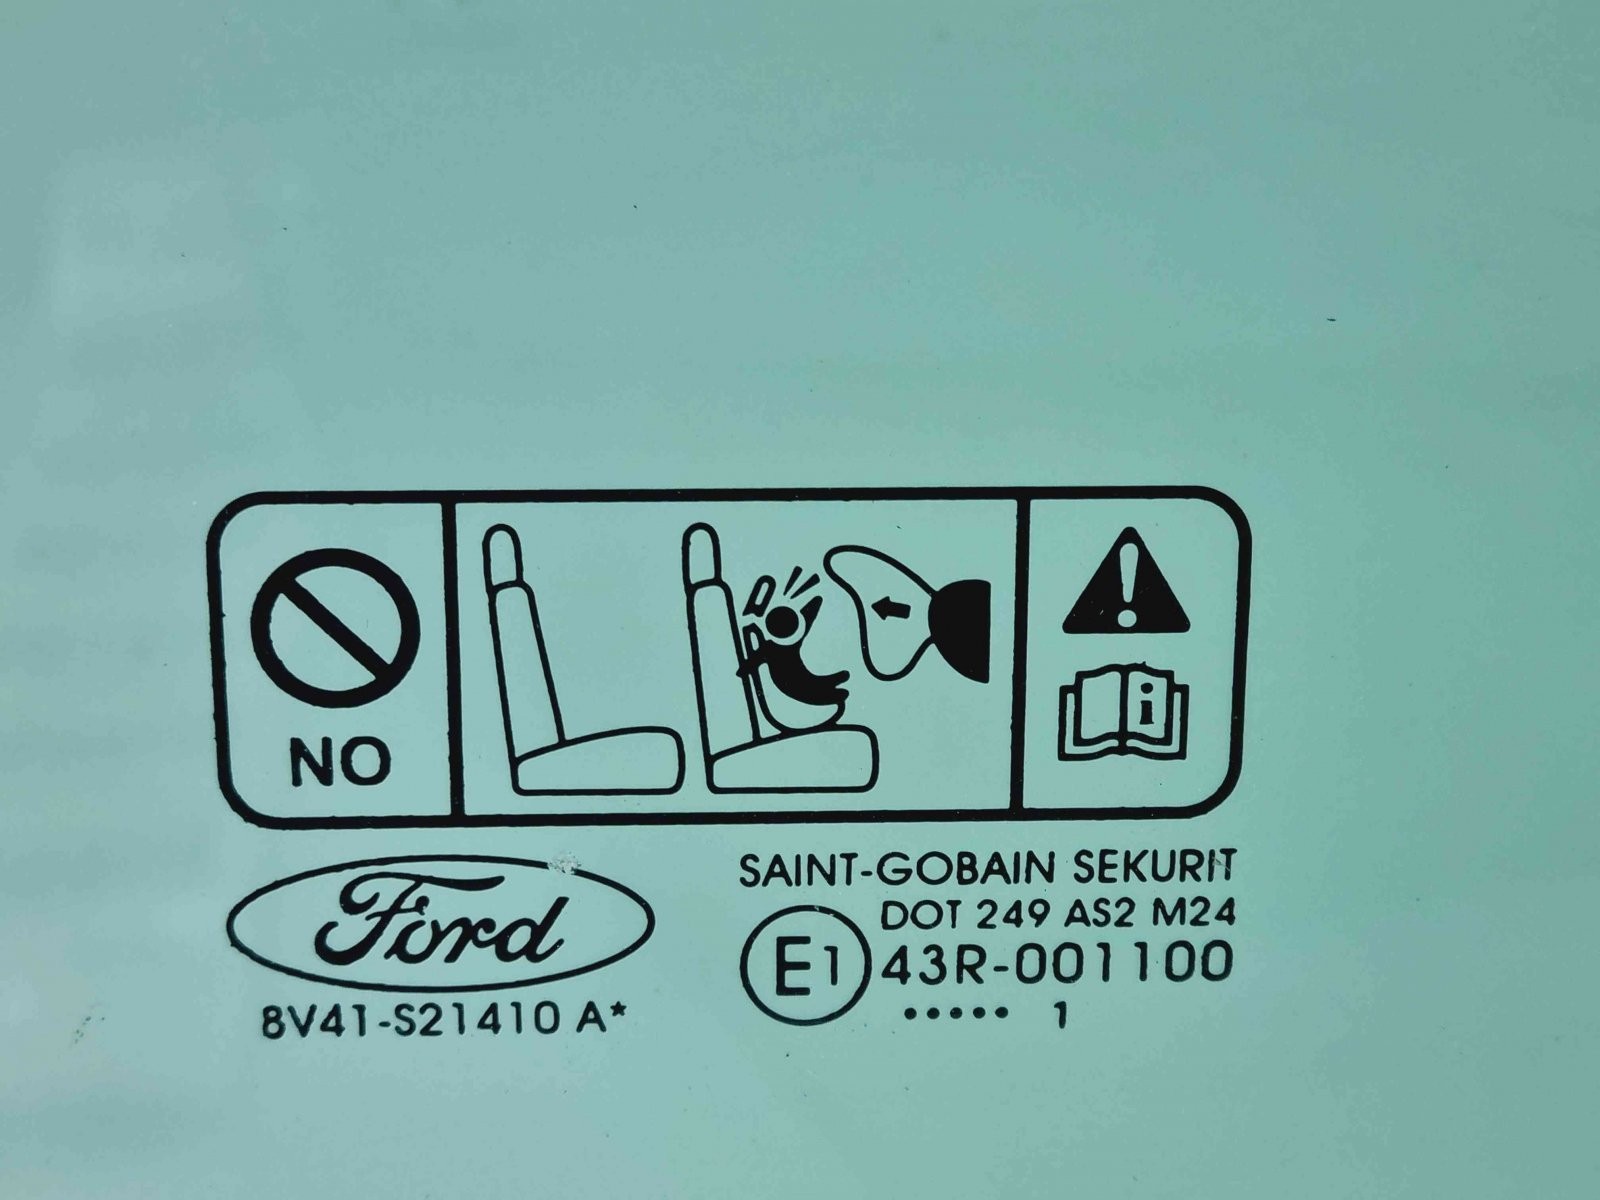 NO
i
Ford
8V41-S21410 A*
SAINT-GOBAIN SEKURIT
DOT 249 AS2 M24
E1 43R-001100
..... 1